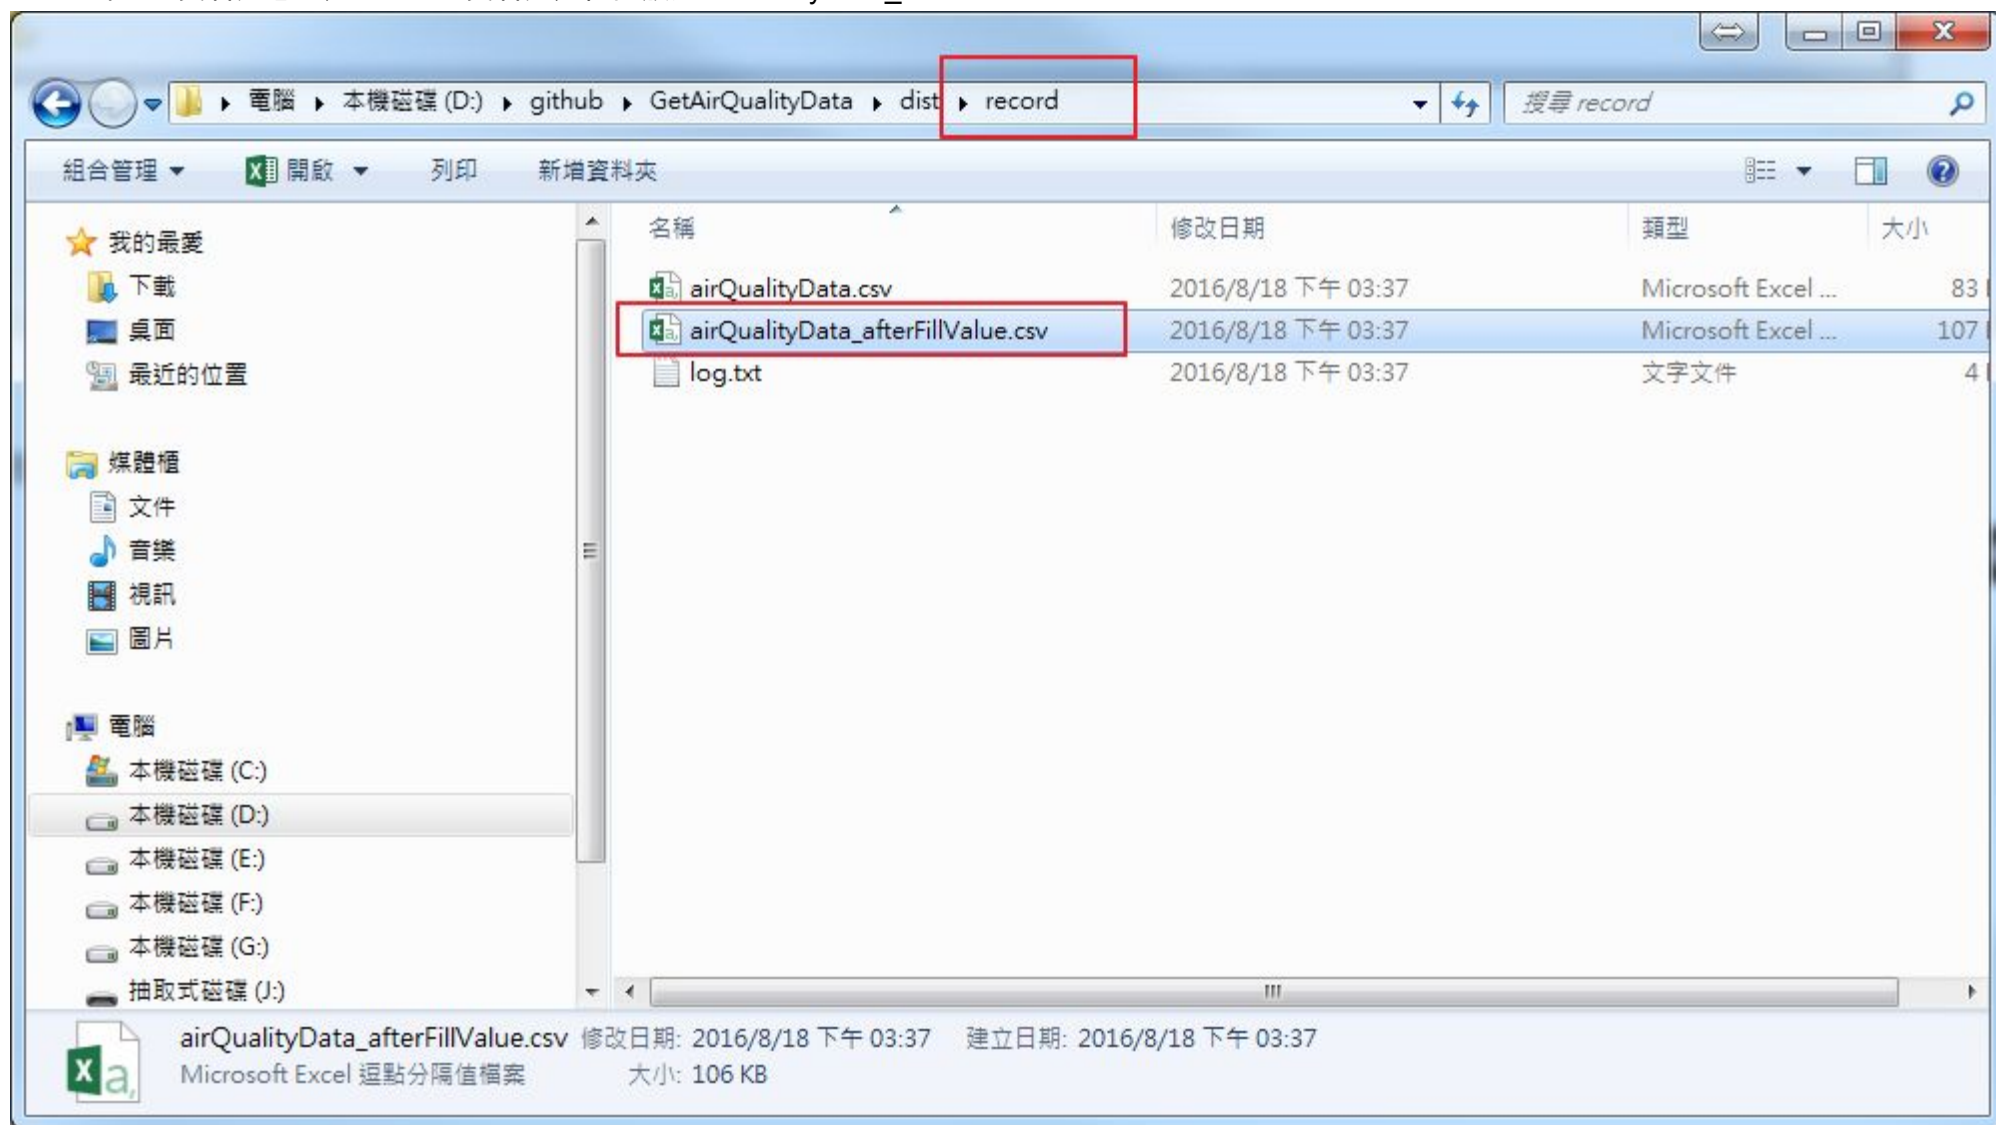 電腦 ▸ 本機磁碟 (D:) ▸ github ▸ GetAirQualityData ▸ dist ▸ record
搜尋 record
組合管理 開啟 列印 新增資料夾
名稱 修改日期 類型 大小
airQualityData.csv 2016/8/18 下午 03:37 Microsoft Excel ... 83
airQualityData_afterFillValue.csv 2016/8/18 下午 03:37 Microsoft Excel ... 107
log.txt 2016/8/18 下午 03:37 文字文件 4
我的最愛
下載
桌面
最近的位置
媒體櫃
文件
音樂
視訊
圖片
電腦
本機磁碟 (C:)
本機磁碟 (D:)
本機磁碟 (E:)
本機磁碟 (F:)
本機磁碟 (G:)
抽取式磁碟 (J:)
airQualityData_afterFillValue.csv 修改日期: 2016/8/18 下午 03:37 建立日期: 2016/8/18 下午 03:37
Microsoft Excel 逗點分隔值檔案 大小: 106 KB